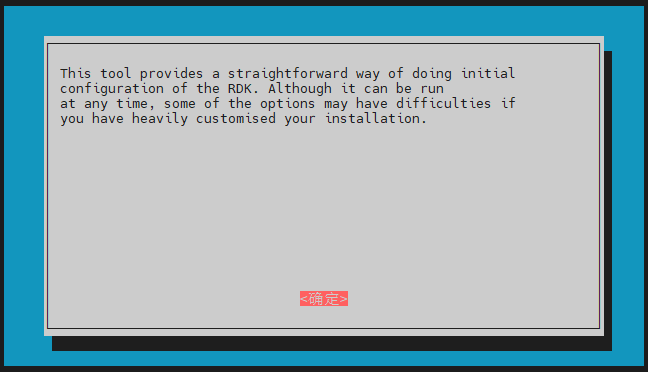 This tool provides a straightforward way of doing initial
configuration of the RDK. Although it can be run
at any time, some of the options may have difficulties if
you have heavily customised your installation.
<确定>